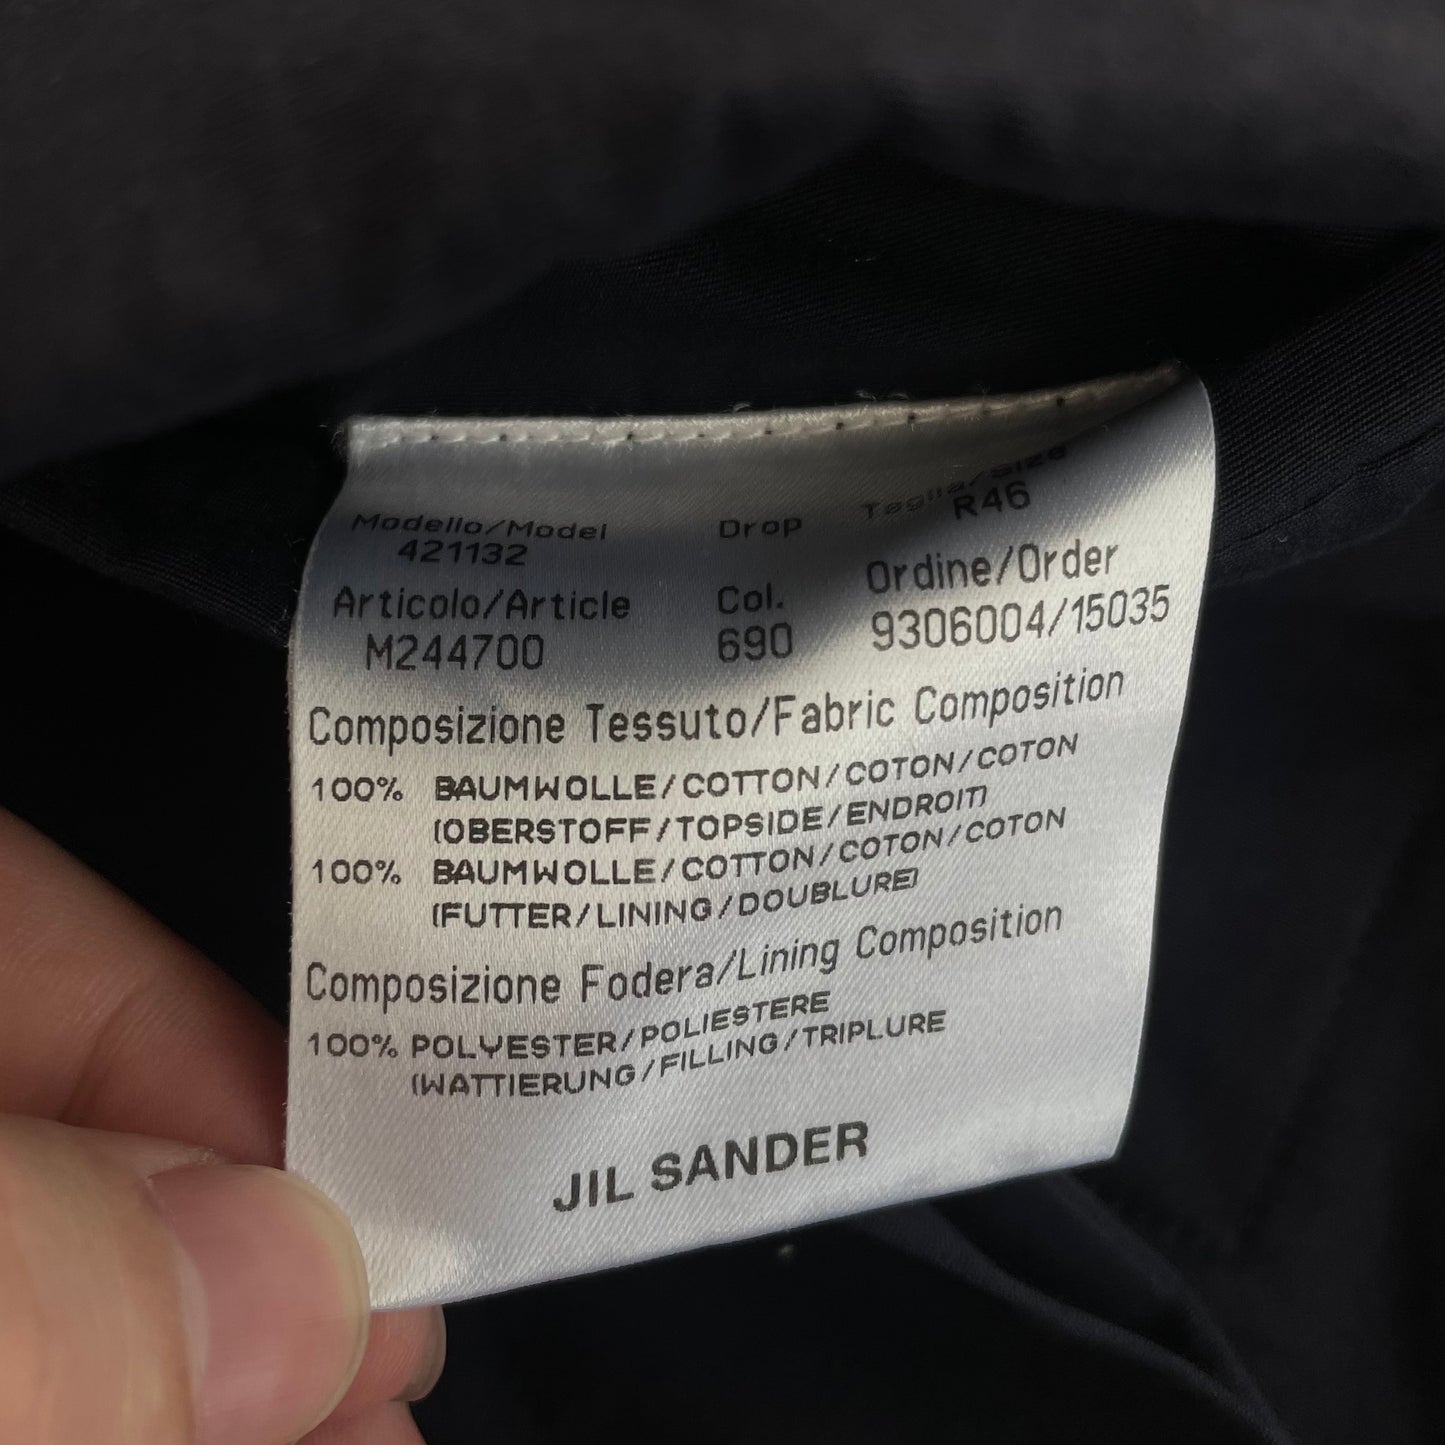 Modello/Model Drop Taglia/Size
421132 R46
Articolo/Article Col. Ordine/Order
M244700 690 9306004/15035
Composizione Tessuto/Fabric Composition
100% BAUMWOLLE/COTTON/COTON/COTON
(OBERSTOFF/TOPSIDE/ENDROIT)
100% BAUMWOLLE/COTTON/COTON/COTON
(FUTTER/LINING/DOUBLURE)
Composizione Fodera/Lining Composition
100% POLYESTER/POLIESTERE
(WATTIERUNG/FILLING/TRIPLURE
JIL SANDER